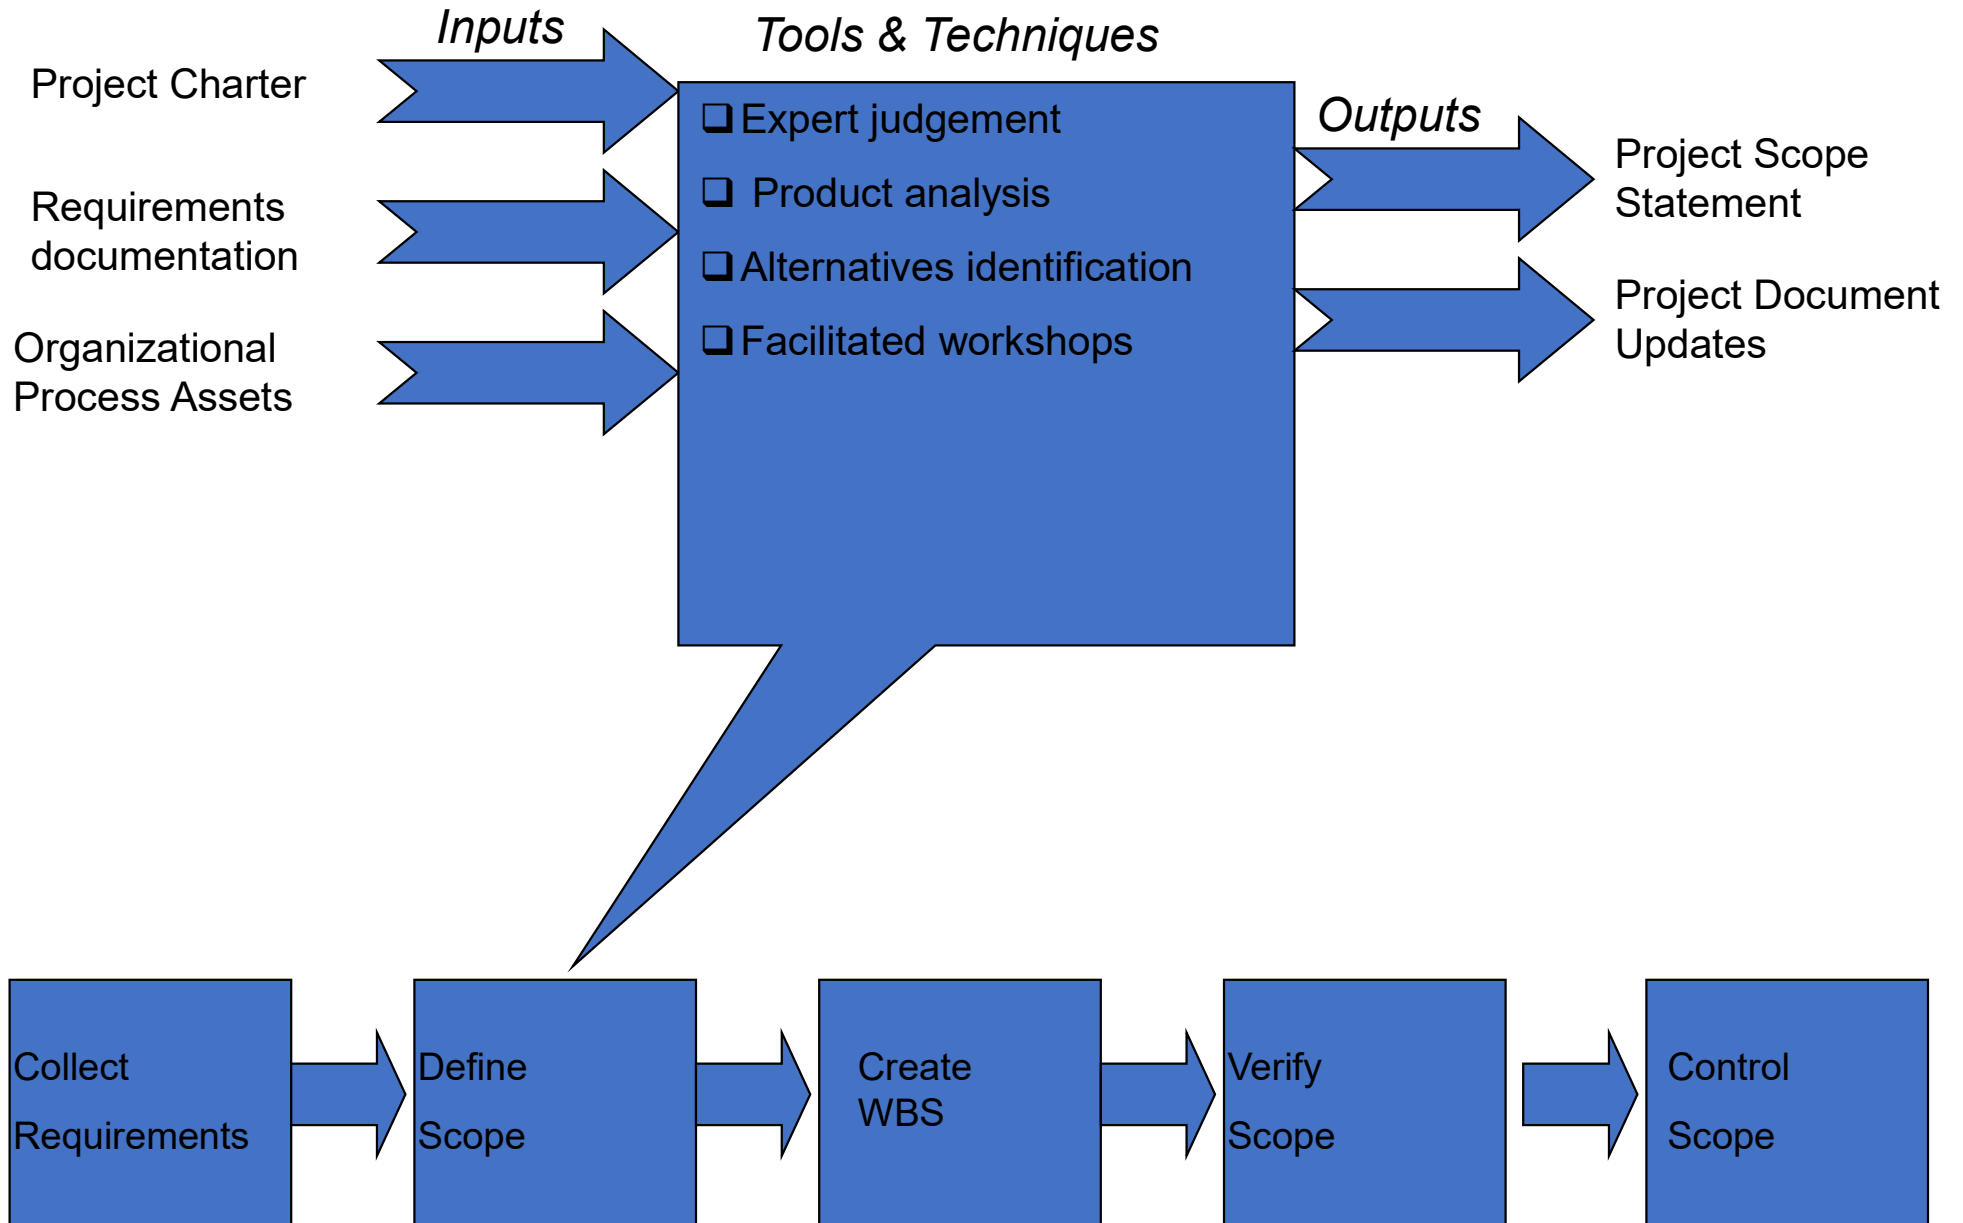 Inputs
Tools & Techniques
Project Charter
Requirements
documentation
Organizational
Process Assets
Expert judgement
Product analysis
Alternatives identification
Facilitated workshops
Outputs
Project Scope
Statement
Project Document
Updates
Collect
Requirements
Define
Scope
Create
WBS
Verify
Scope
Control
Scope